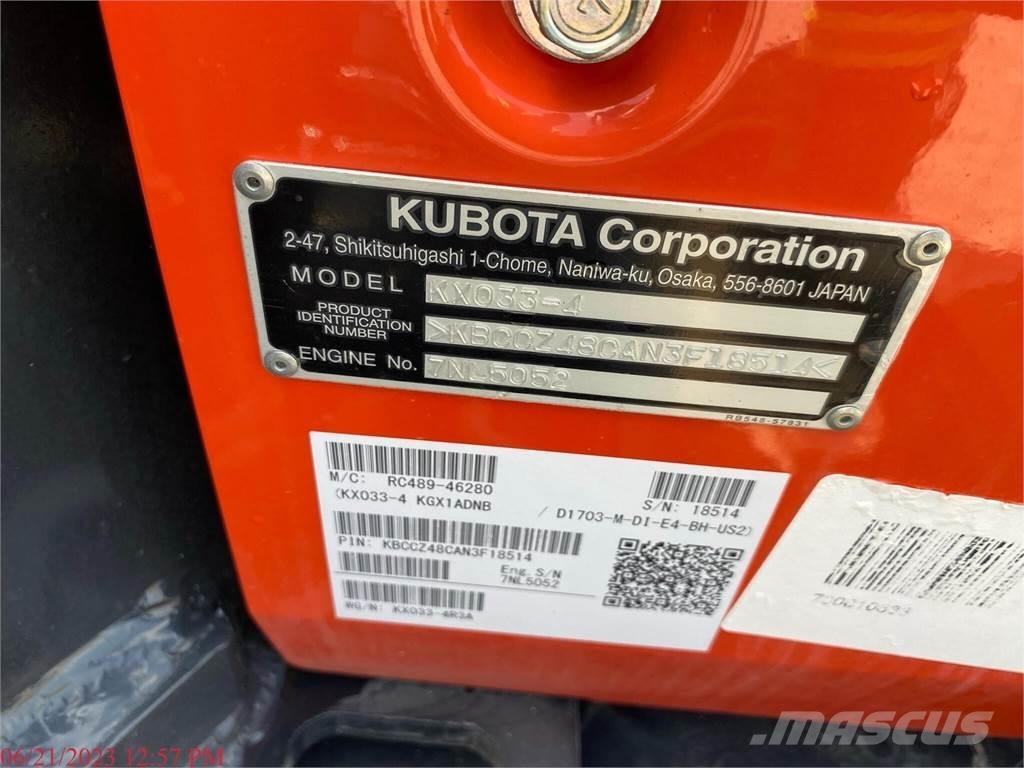 KUBOTA Corporation
2-47, Shikitsuhigashi 1-Chome, Naniwa-ku, Osaka, 556-8601 JAPAN
MODEL KX033-4
PRODUCT IDENTIFICATION NUMBER >KBCCZ48CAN3F18514<
ENGINE No. 7NL5052
RB548-57831
M/C: RC489-46280
S/N: 18514
(KX033-4 KGX1ADNB / D1703-M-DI-E4-BH-US2)
PIN: KBCCZ48CAN3F18514
Eng. S/N
7NL5052
WG/N: KX033-4R3A
MASCUS
06/21/2023 12:57 PM